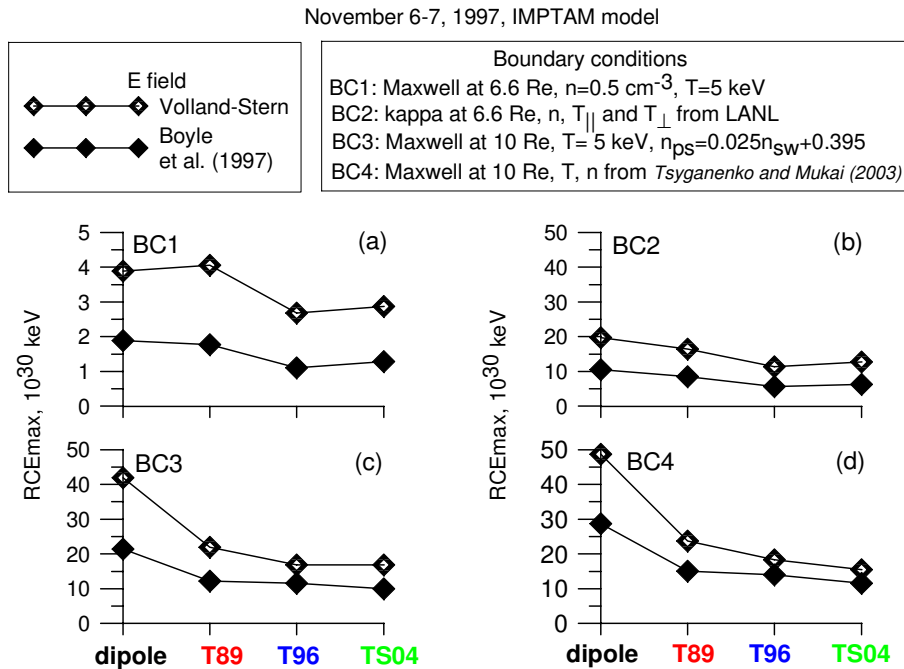 November 6-7, 1997, IMPTAM model
E field
Volland-Stern
Boyle
et al. (1997)
Boundary conditions
BC1: Maxwell at 6.6 Re, n=0.5 cm-3, T=5 keV
BC2: kappa at 6.6 Re, n, T|| and T⊥ from LANL
BC3: Maxwell at 10 Re, T= 5 keV, nps=0.025nsw+0.395
BC4: Maxwell at 10 Re, T, n from Tsyganenko and Mukai (2003)
BC1
(a)
5
4
3
2
1
0
BC2
(b)
50
40
30
20
10
0
RCEmax, 10^30 keV
RCEmax, 10^30 keV
BC3
(c)
50
40
30
20
10
0
BC4
(d)
50
40
30
20
10
0
dipole T89 T96 TS04
dipole T89 T96 TS04